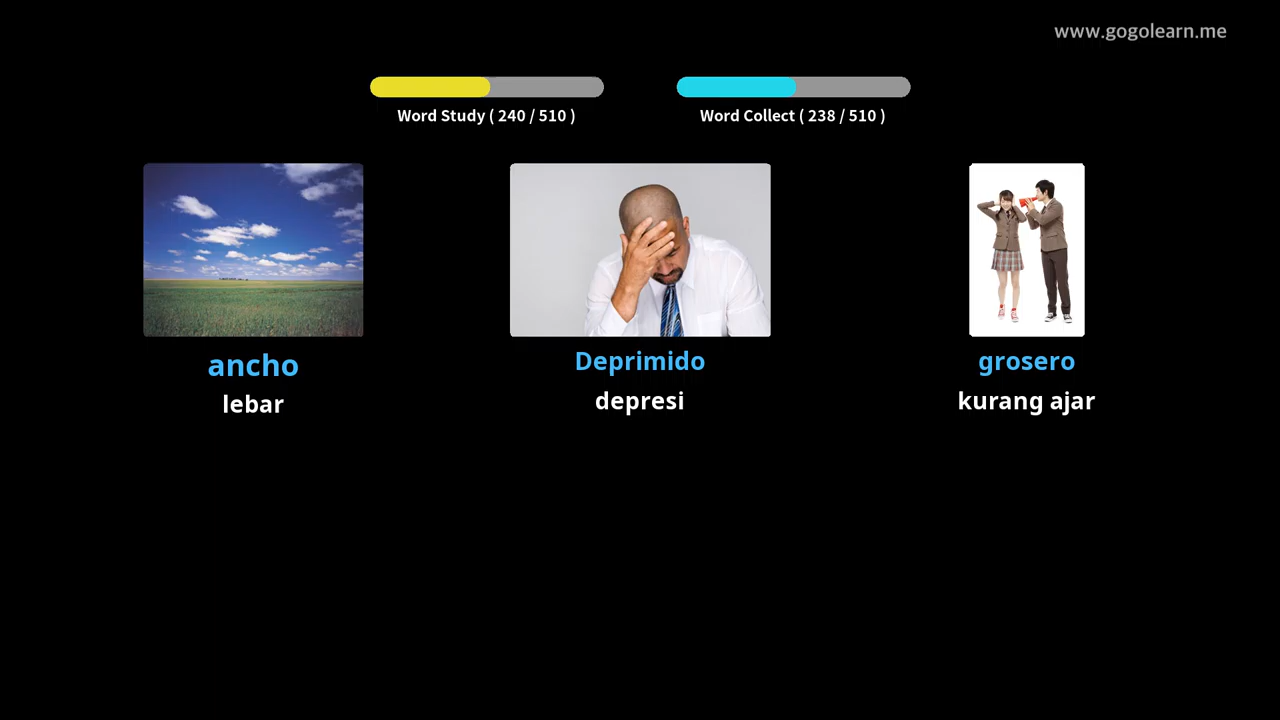 www.gogolearn.me
Word Study ( 240 / 510 )
Word Collect ( 238 / 510 )
ancho
lebar
Deprimido
depresi
grosero
kurang ajar